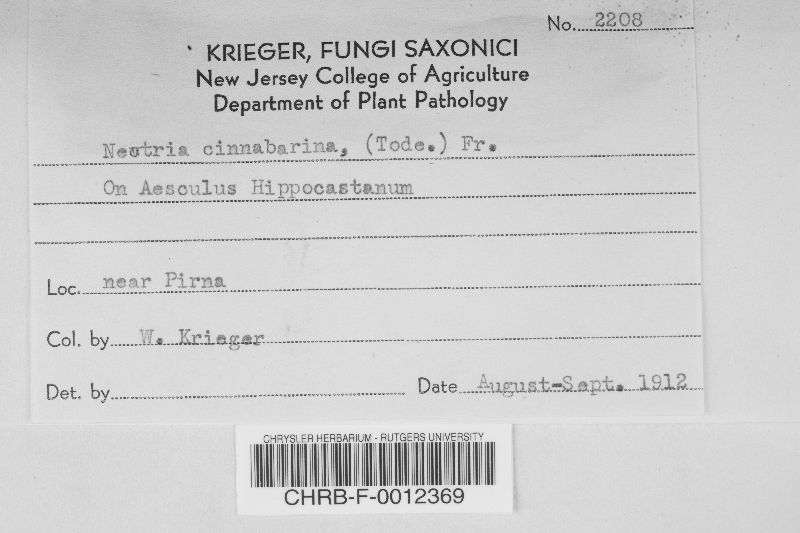 No. 2208
KRIEGER, FUNGI SAXONICI
New Jersey College of Agriculture
Department of Plant Pathology
Nectria cinnabarina, (Tode.) Fr.
On Aesculus Hippocastanum
Loc. near Pirna
Col. by W. Krieger
Det. by
Date August-Sept. 1912
CHRYSLER HERBARIUM - RUTGERS UNIVERSITY
CHRB-F-0012369